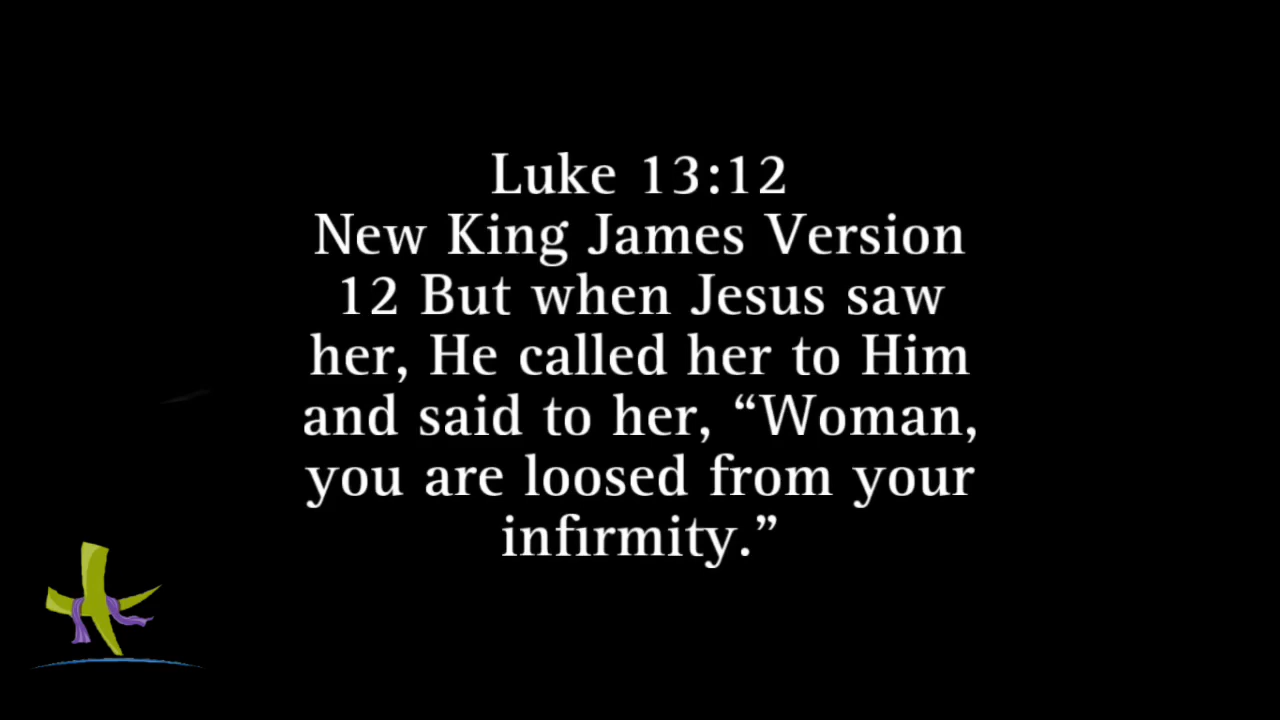 Luke 13:12
New King James Version
12 But when Jesus saw
her, He called her to Him
and said to her, “Woman,
you are loosed from your
infirmity.”